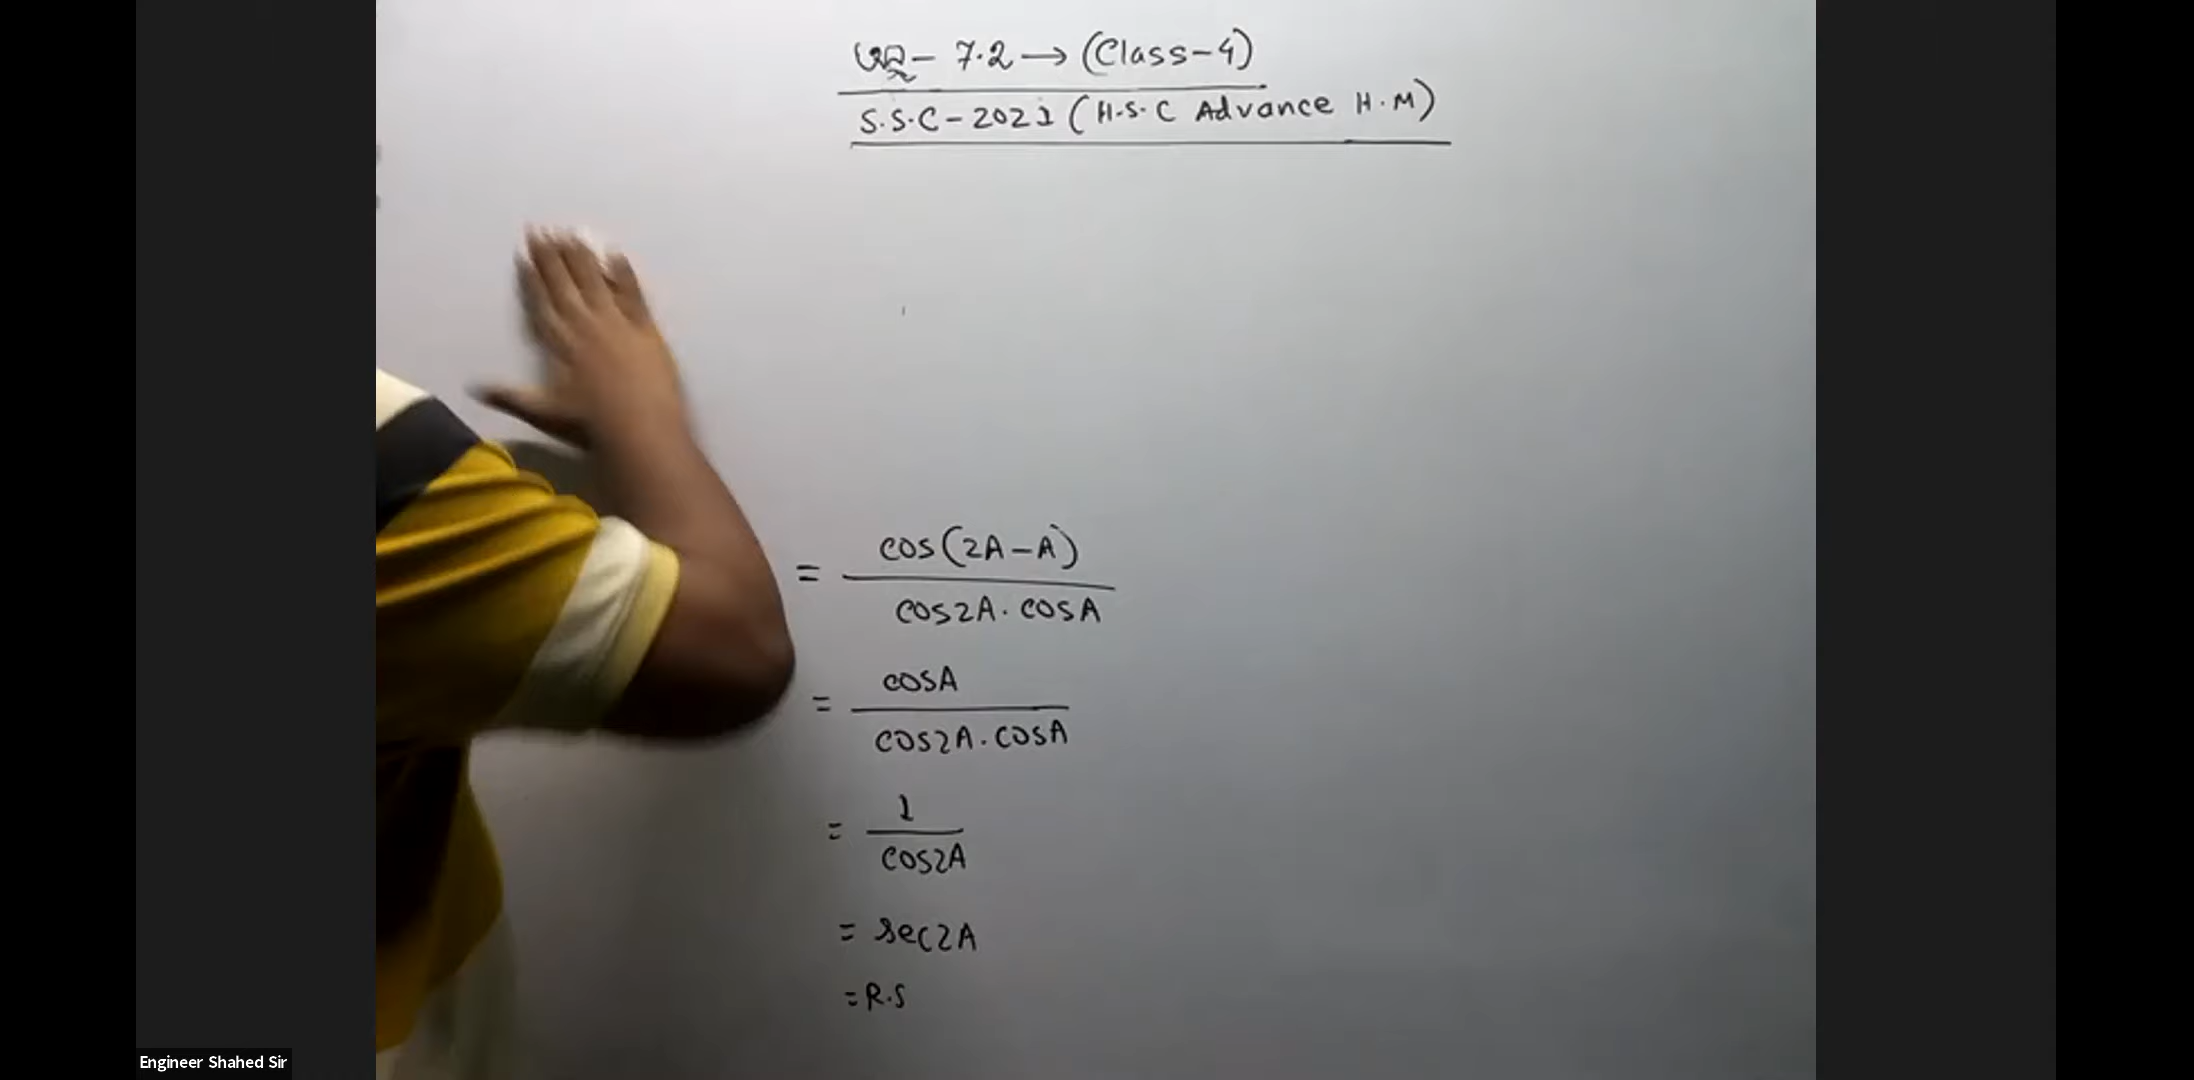 প্রশ্ন- 7.2 → (Class-4)
S.S.C-2021 (H.S.C Advance H.M)
= cos(2A-A) / cos2A.cosA
= cosA / cos2A.cosA
= 1 / cos2A
= sec2A
= R.S
Engineer Shahed Sir